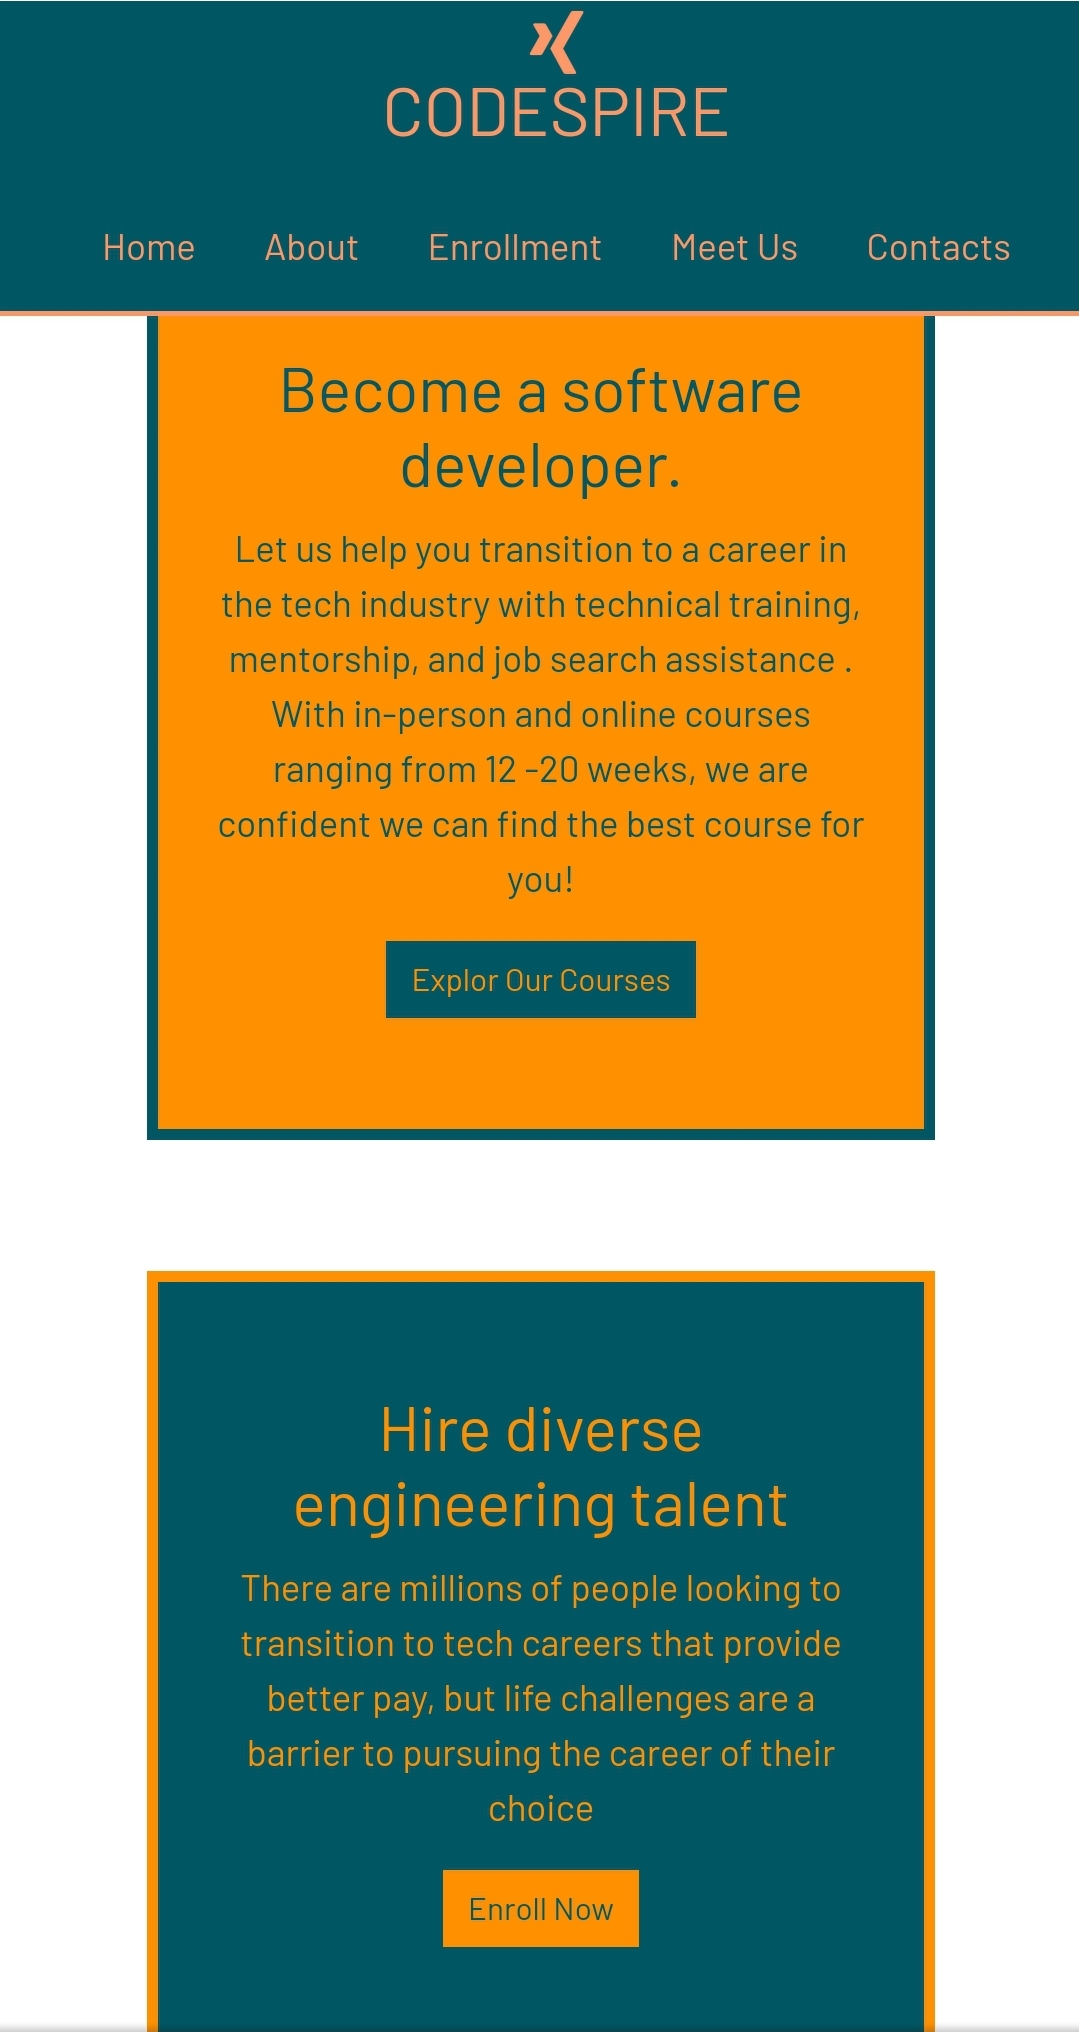 CODESPIRE
Home About Enrollment Meet Us Contacts
Become a software
developer.
Let us help you transition to a career in
the tech industry with technical training,
mentorship, and job search assistance .
With in-person and online courses
ranging from 12 -20 weeks, we are
confident we can find the best course for
you!
Explor Our Courses
Hire diverse
engineering talent
There are millions of people looking to
transition to tech careers that provide
better pay, but life challenges are a
barrier to pursuing the career of their
choice
Enroll Now